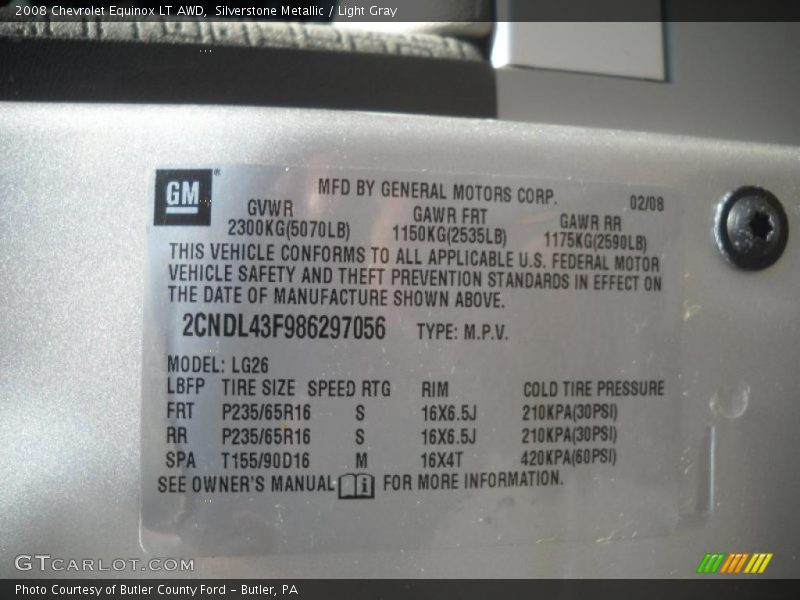 2008 Chevrolet Equinox LT AWD, Silverstone Metallic / Light Gray
GM®
MFD BY GENERAL MOTORS CORP. 02/08
GVWR GAWR FRT GAWR RR
2300KG(5070LB) 1150KG(2535LB) 1175KG(2590LB)
THIS VEHICLE CONFORMS TO ALL APPLICABLE U.S. FEDERAL MOTOR
VEHICLE SAFETY AND THEFT PREVENTION STANDARDS IN EFFECT ON
THE DATE OF MANUFACTURE SHOWN ABOVE.
2CNDL43F986297056 TYPE: M.P.V.
MODEL: LG26
LBFP TIRE SIZE SPEED RTG RIM COLD TIRE PRESSURE
FRT P235/65R16 S 16X6.5J 210KPA(30PSI)
RR P235/65R16 S 16X6.5J 210KPA(30PSI)
SPA T155/90D16 M 16X4T 420KPA(60PSI)
SEE OWNER'S MANUAL i FOR MORE INFORMATION.
GTCARLOT.COM
Photo Courtesy of Butler County Ford – Butler, PA